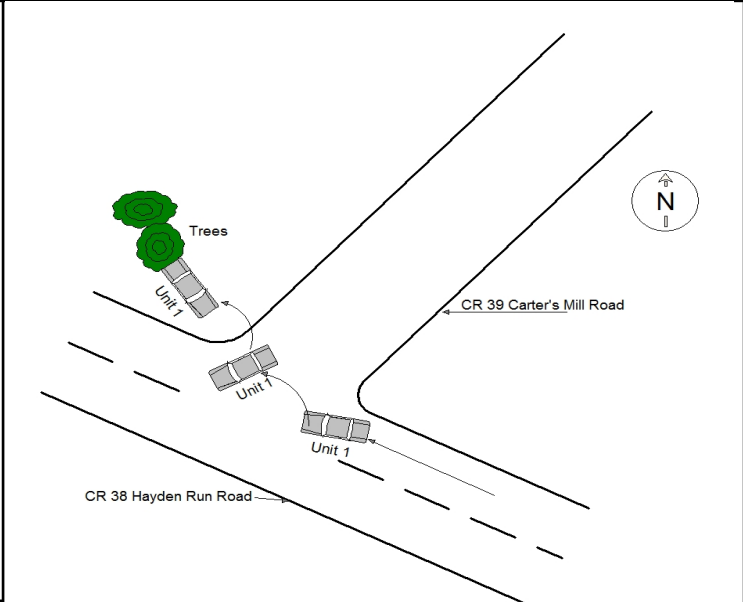 Trees
N
Unit 1
CR 39 Carter's Mill Road
Unit 1
Unit 1
CR 38 Hayden Run Road